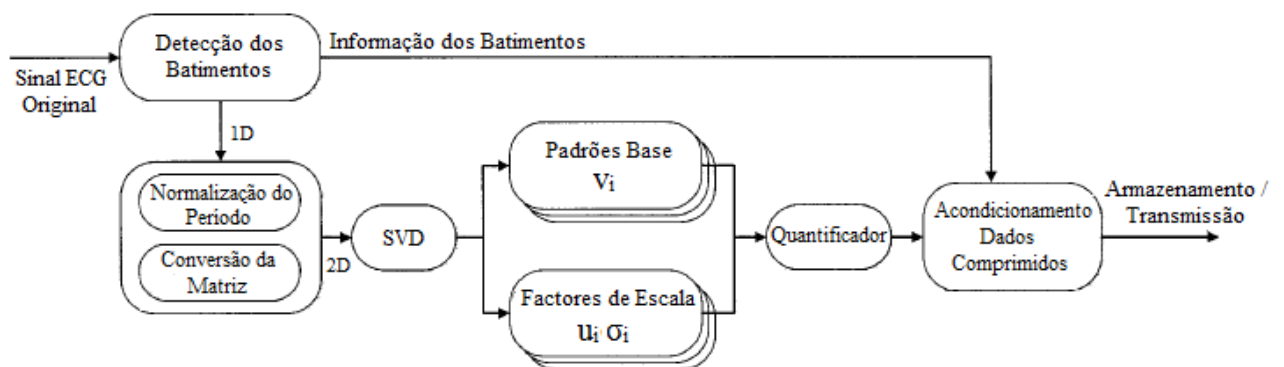 Sinal ECG
Original
Detecção dos
Batimentos
Informação dos Batimentos
1D
Normalização do
Periodo
Conversão da
Matriz
2D
SVD
Padrões Base
vi
Factores de Escala
ui σi
Quantificador
Acondicionamento
Dados
Comprimidos
Armazenamento /
Transmissão